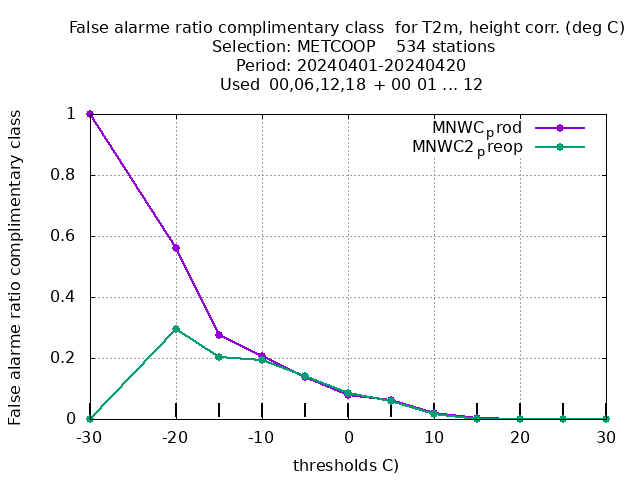 False alarme ratio complimentary class  for T2m, height corr. (deg C)
Selection: METCOOP    534 stations
Period: 20240401-20240420
Used  00,06,12,18 + 00 01 ... 12
False alarme ratio complimentary class
1
0.8
0.6
0.4
0.2
0
MNWCprod
MNWC2preop
-30
-20
-10
0
10
20
30
thresholds C)